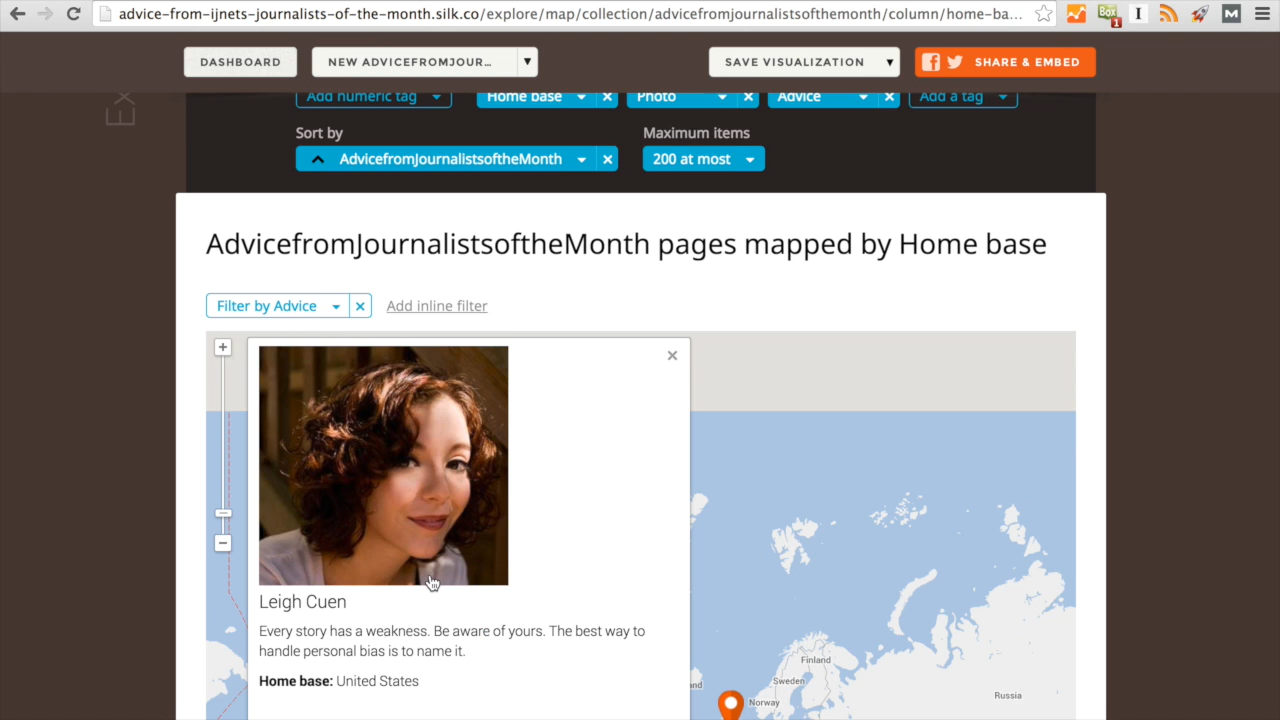 advice-from-ijnets-journalists-of-the-month.silk.co/explore/map/collection/advicefromjournalistsofthemonth/column/home-ba...
Box
1
I
M
DASHBOARD
NEW ADVICEFROMJOUR...
SAVE VISUALIZATION
SHARE & EMBED
EX
Add numeric tag
Home base
Photo
Advice
Add a tag
Sort by
Maximum items
AdvicefromJournalistsoftheMonth
200 at most
AdvicefromJournalistsoftheMonth pages mapped by Home base
Filter by Advice
Add inline filter
Leigh Cuen
Every story has a weakness. Be aware of yours. The best way to
handle personal bias is to name it.
Home base: United States
Finland
Sweden
Norway
Russia